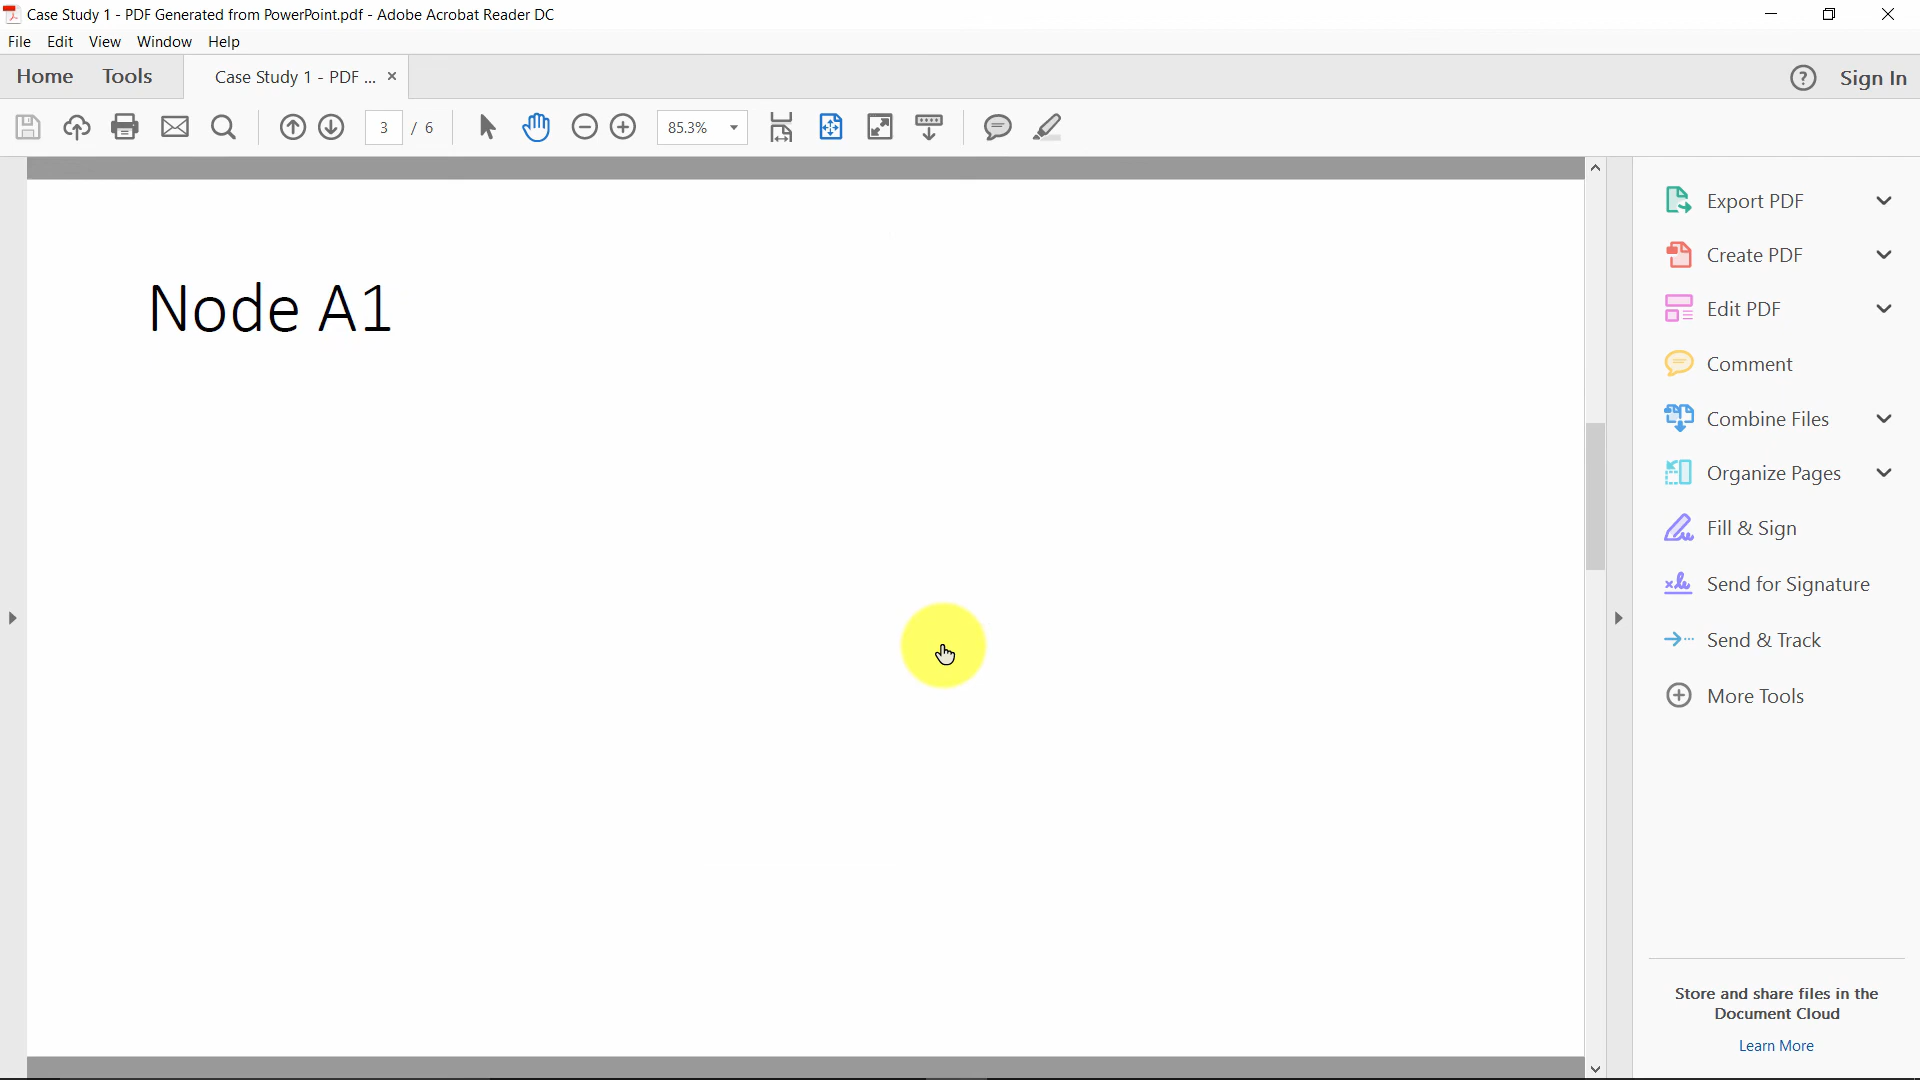 Case Study 1 - PDF Generated from PowerPoint.pdf - Adobe Acrobat Reader DC
File Edit View Window Help
Home Tools Case Study 1 - PDF ... × ? Sign In
3 / 6 85.3%
Export PDF
Create PDF
Node A1
Edit PDF
Comment
Combine Files
Organize Pages
Fill & Sign
Send for Signature
Send & Track
More Tools
Store and share files in the
Document Cloud
Learn More